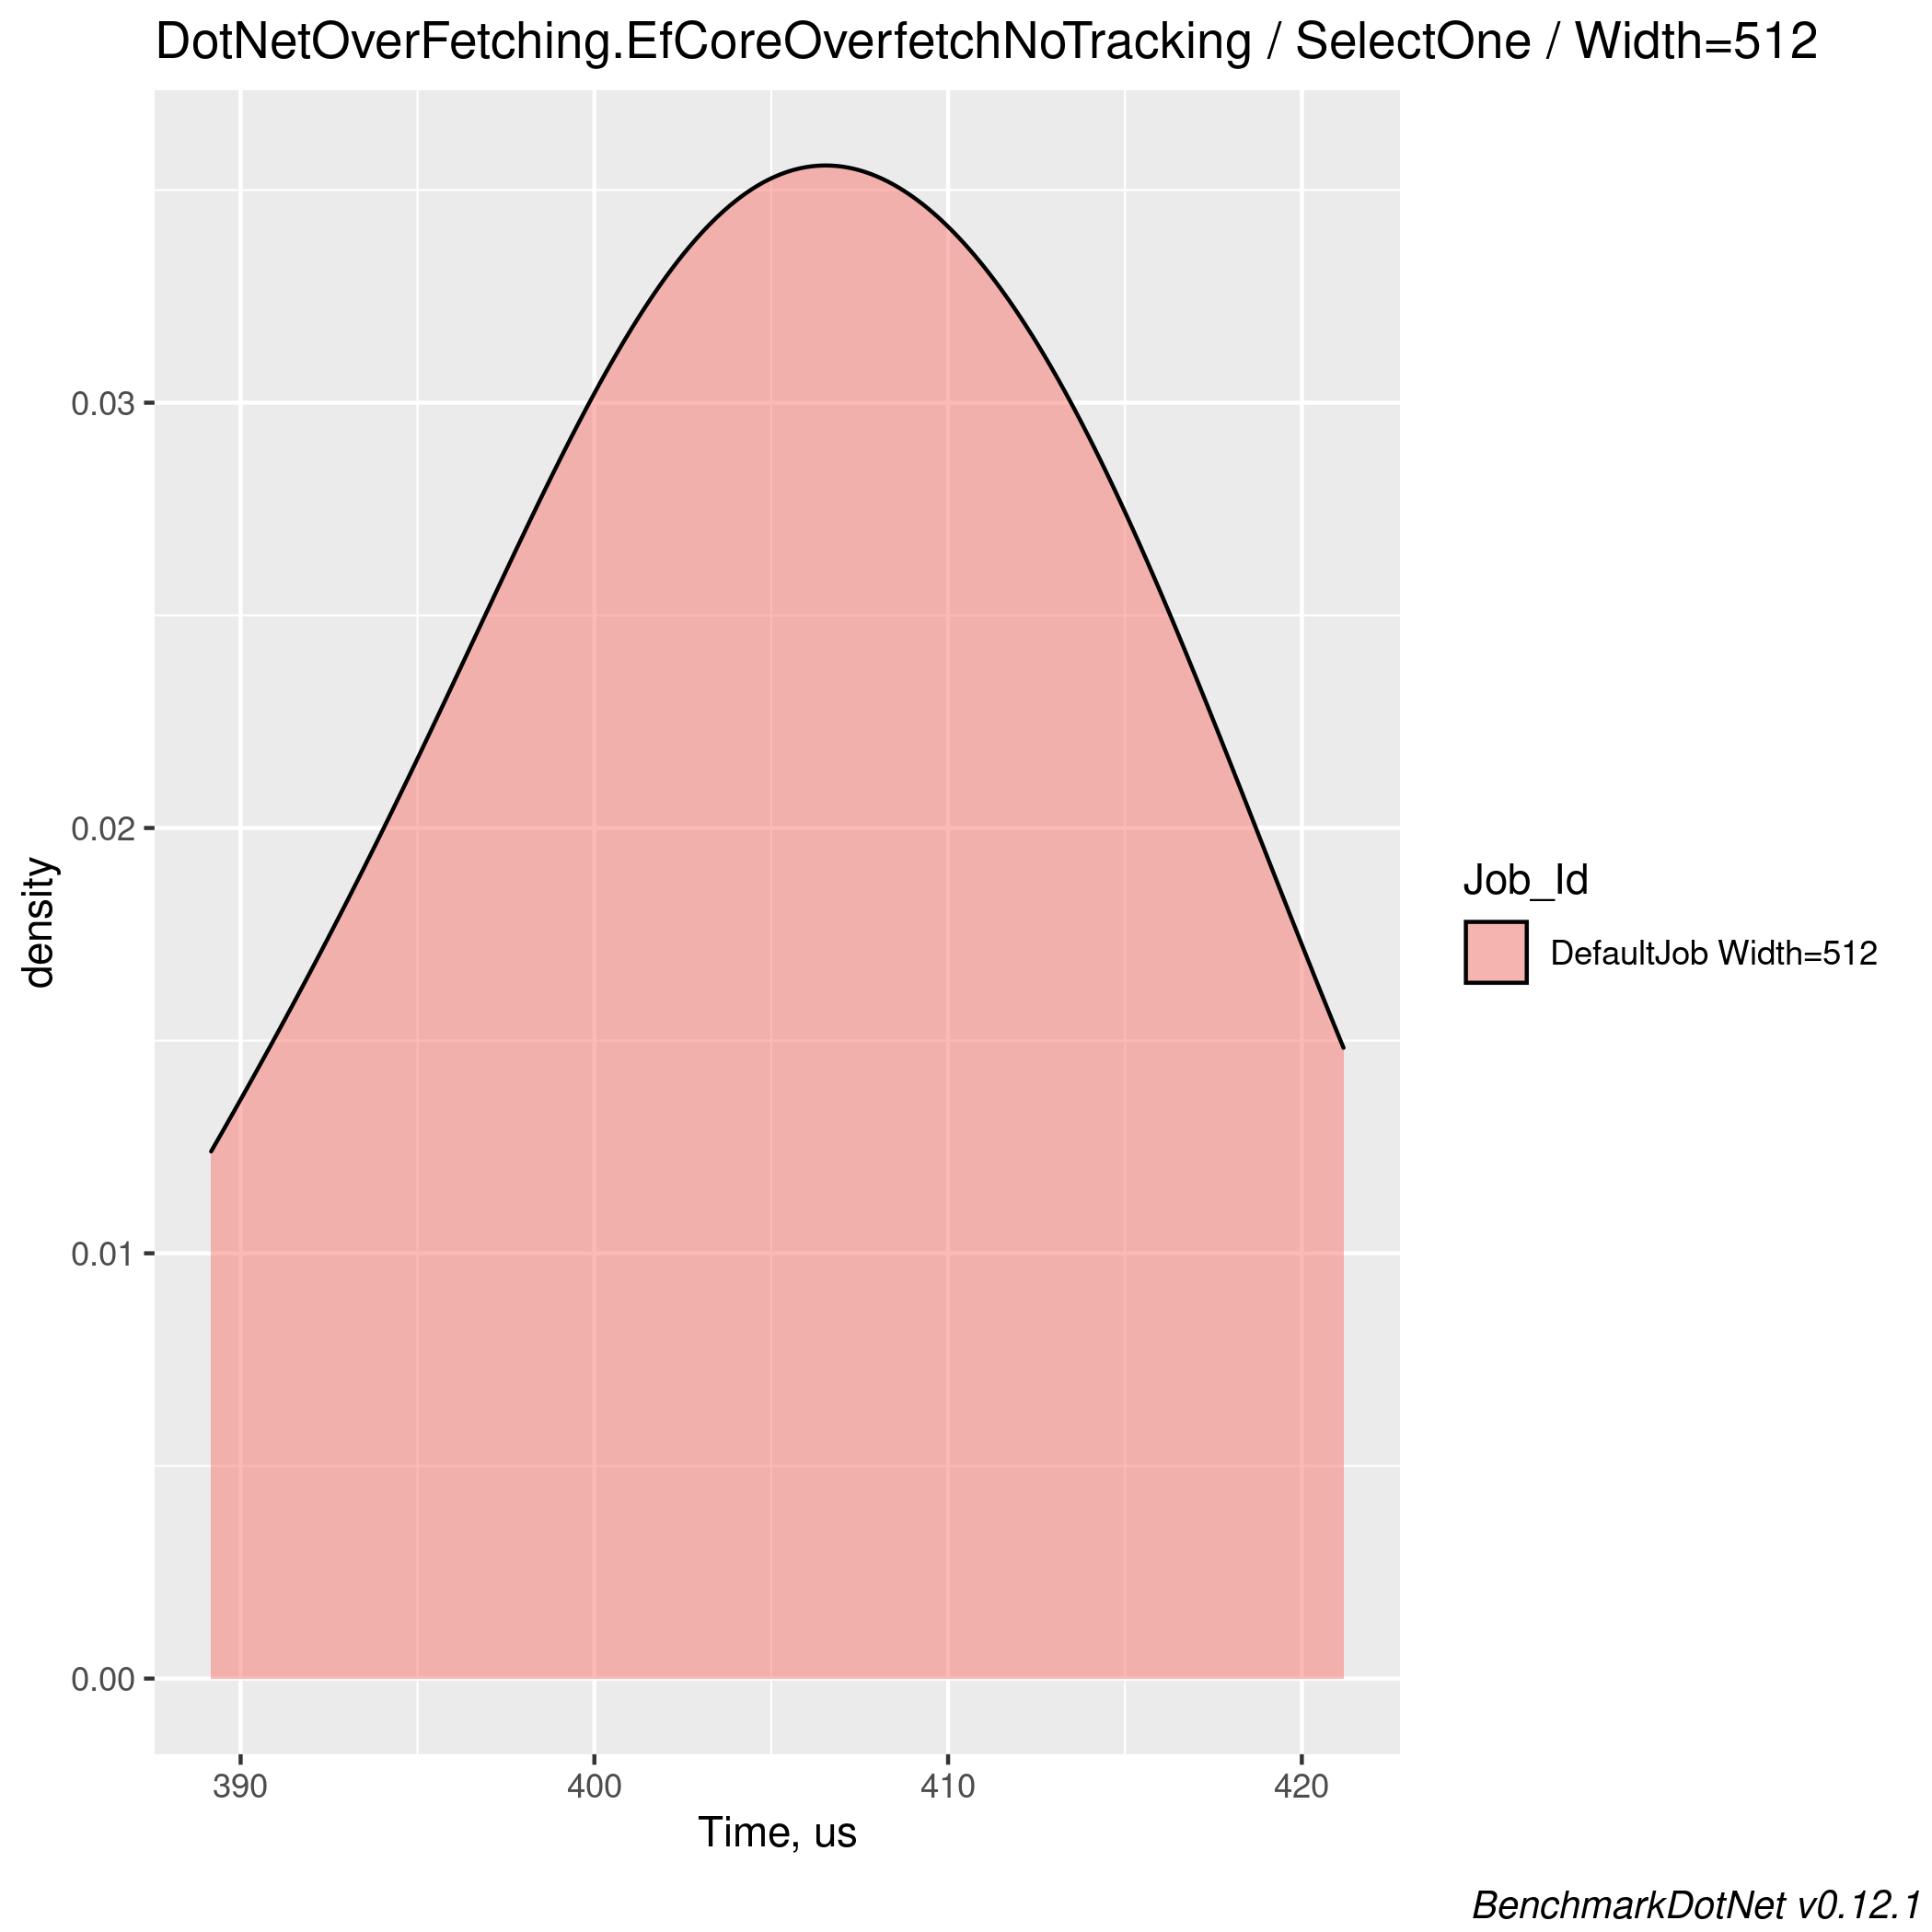 DotNetOverFetching.EfCoreOverfetchNoTracking / SelectOne / Width=512
0.03
0.02
0.01
0.00
density
390 400 410 420
Time, us
Job_Id
DefaultJob Width=512
BenchmarkDotNet v0.12.1